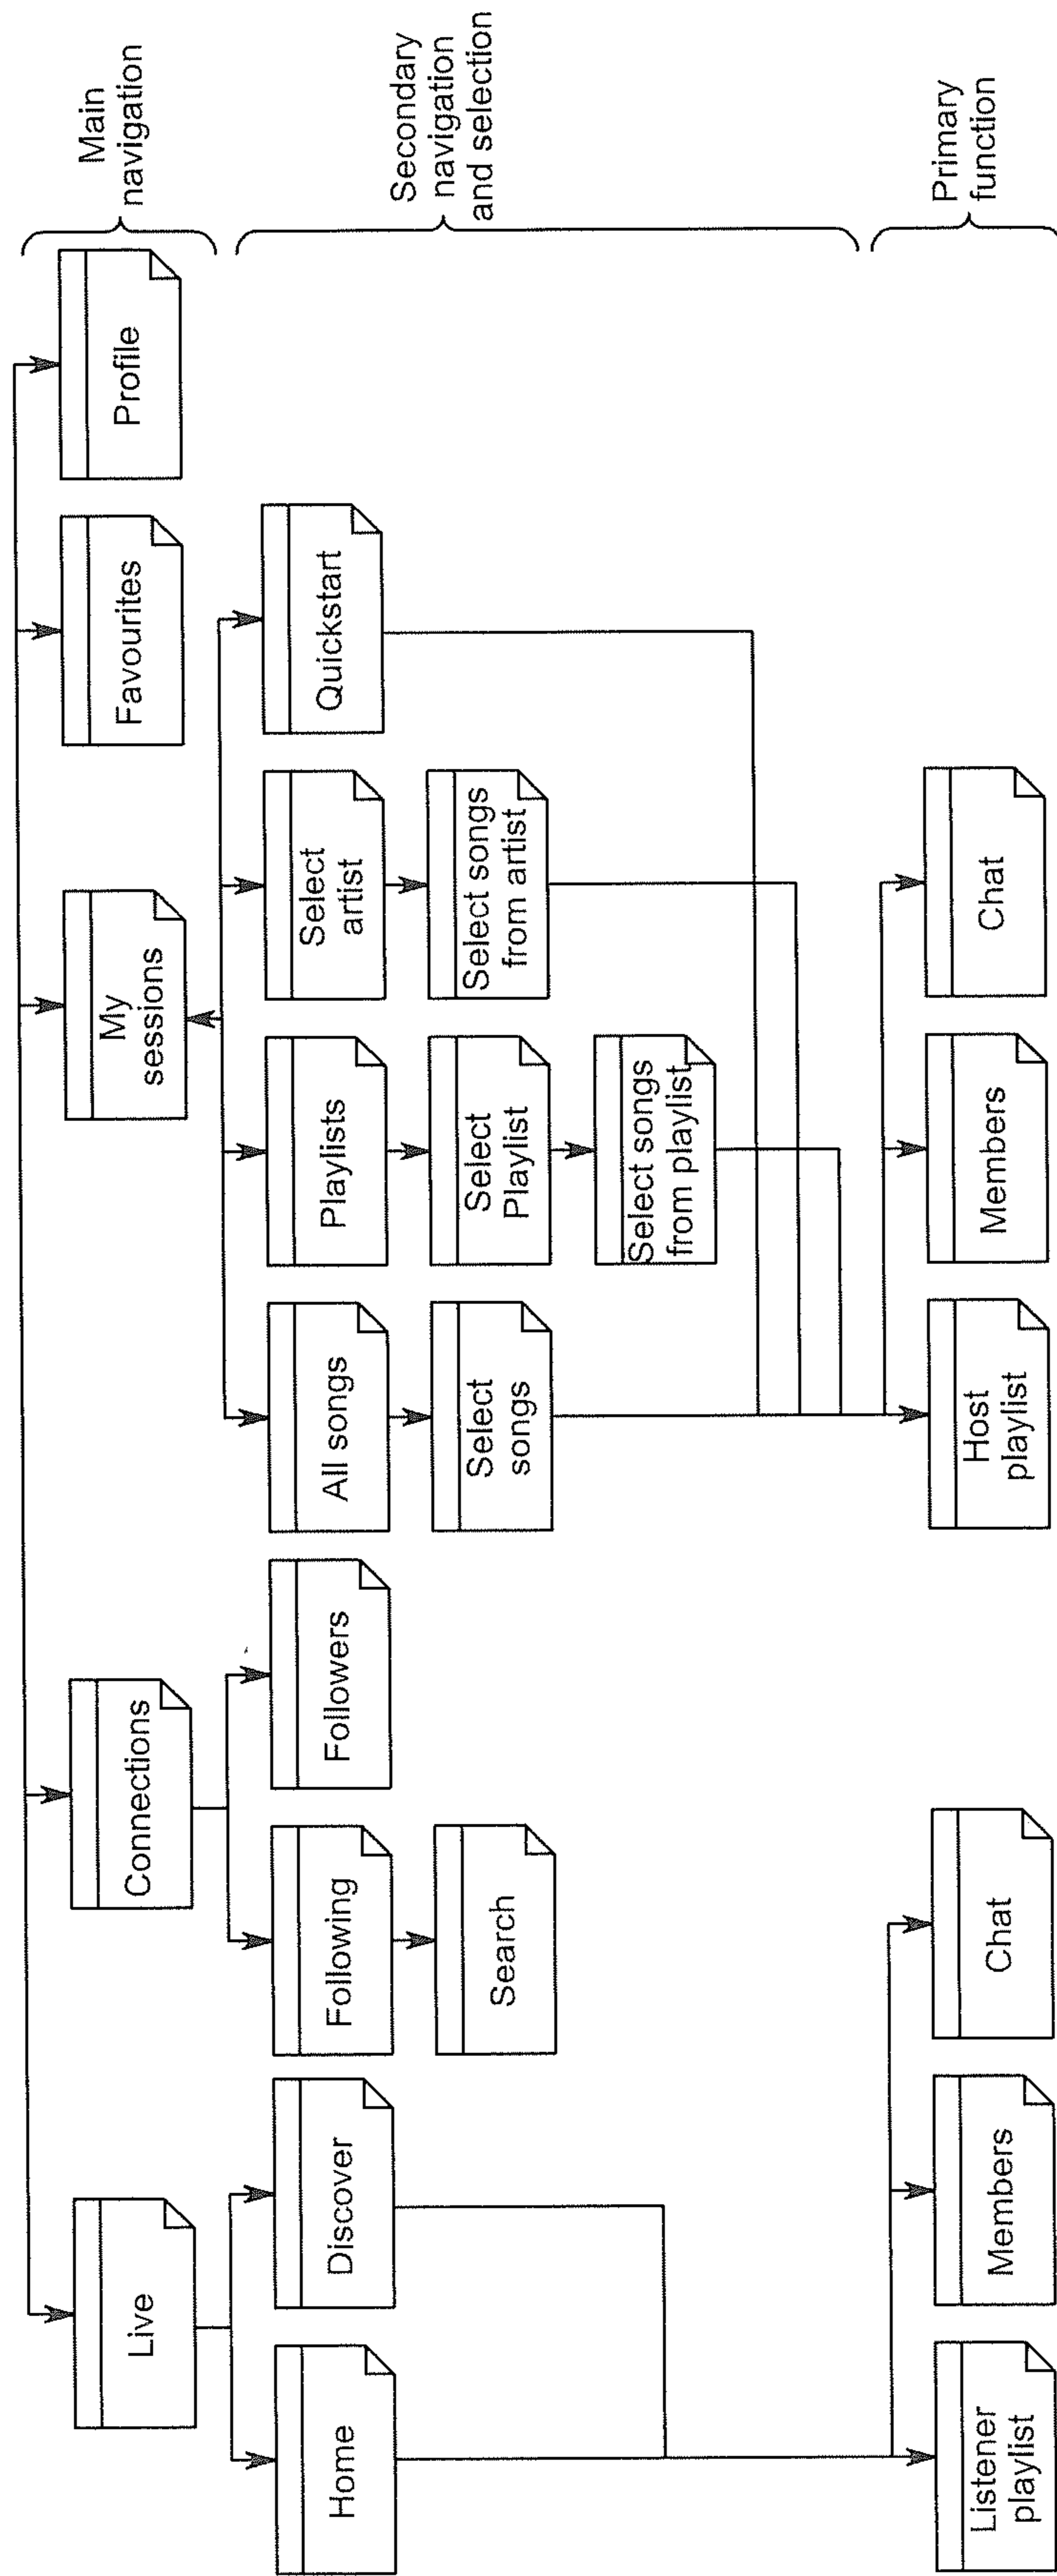 Main
navigation
Live
Connections
My
sessions
Favourites
Profile
Secondary
navigation
and selection
Home
Discover
Following
Followers
All songs
Playlists
Select
artist
Quickstart
Search
Select
songs
Select
Playlist
Select songs
from artist
Select songs
from playlist
Primary
function
Listener
playlist
Members
Chat
Host
playlist
Members
Chat